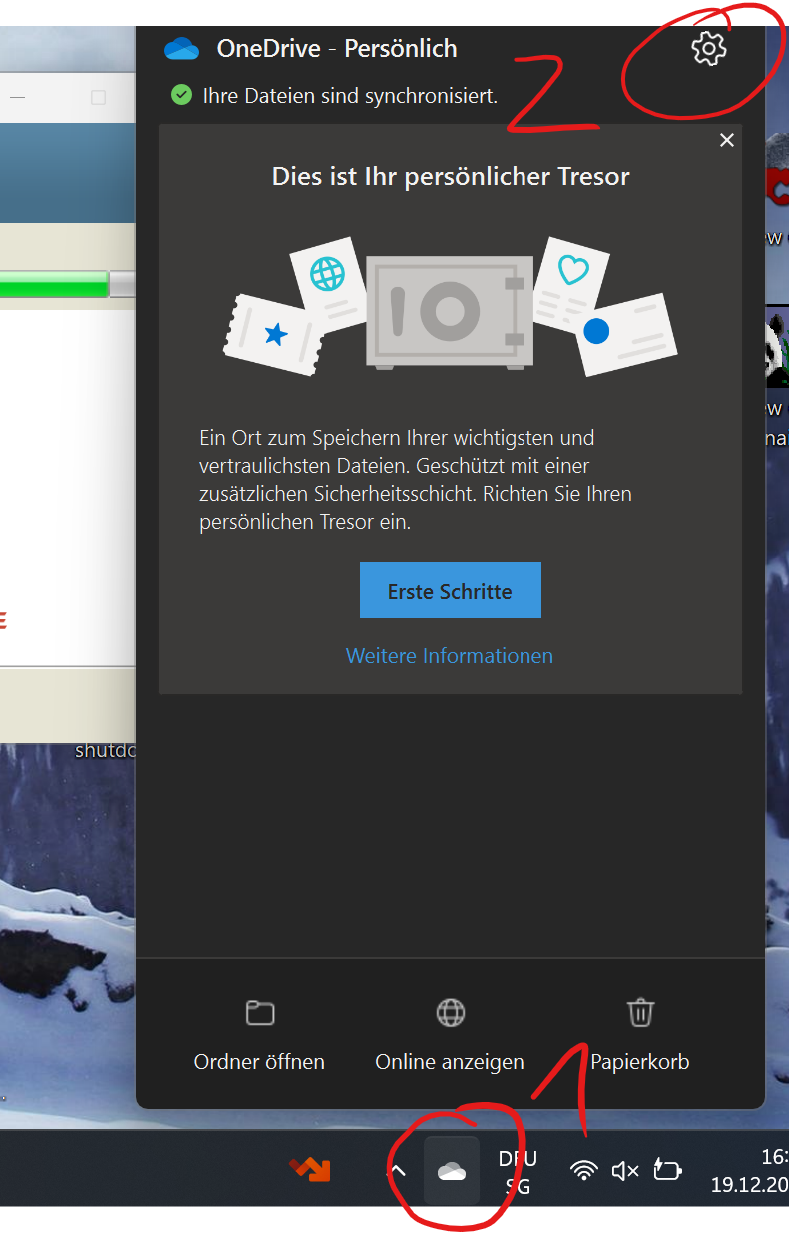 OneDrive - Persönlich
2
Ihre Dateien sind synchronisiert.
Dies ist Ihr persönlicher Tresor
Ein Ort zum Speichern Ihrer wichtigsten und
vertraulichsten Dateien. Geschützt mit einer
zusätzlichen Sicherheitsschicht. Richten Sie Ihren
persönlichen Tresor ein.
Erste Schritte
Weitere Informationen
Ordner öffnen
Online anzeigen
Papierkorb
1
DEU
SG
16:
19.12.20